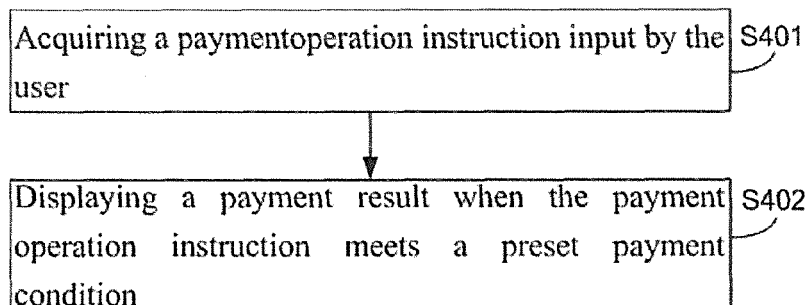 Acquiring a paymentoperation instruction input by the
user
S401
Displaying a payment result when the payment
operation instruction meets a preset payment
condition
S402